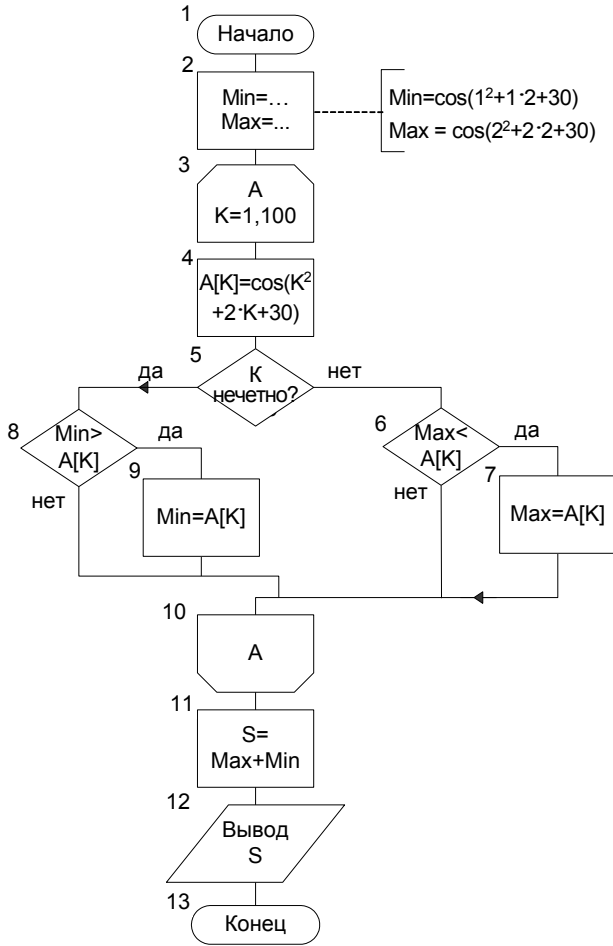 1
Начало
2
Min=…
Max=...
Min=cos(1²+1·2+30)
Max = cos(2²+2·2+30)
3
A
K=1,100
4
A[K]=cos(K²
+2·K+30)
5
К
нечетно?
да
нет
8
Min>
A[K]
да
нет
9
Min=A[K]
6
Max<
A[K]
да
нет
7
Max=A[K]
10
A
11
S=
Max+Min
12
Вывод
S
13
Конец